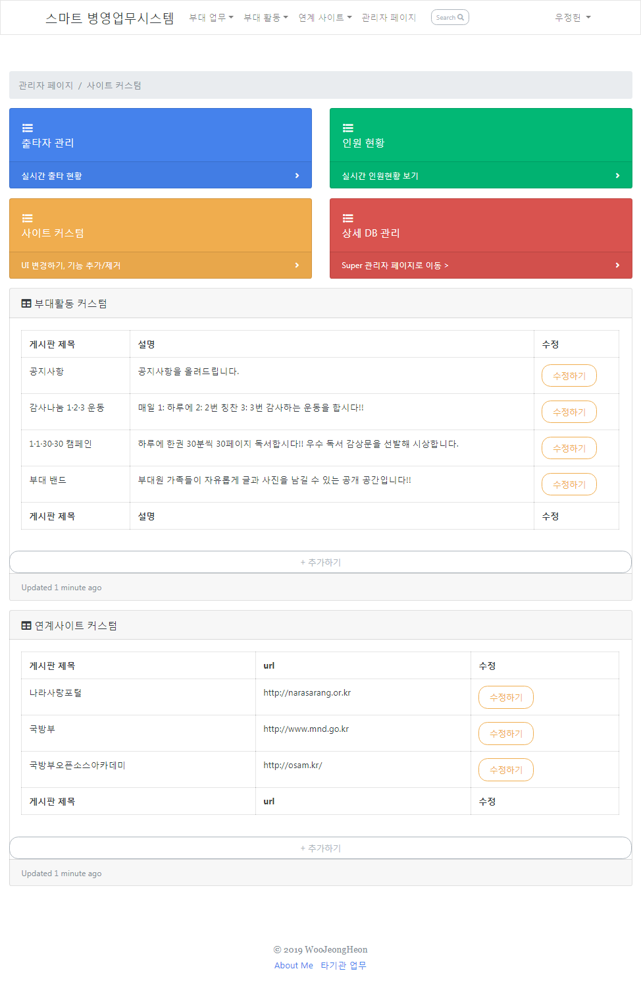 스마트 병영업무시스템 부대 업무 부대 활동 연계 사이트 관리자 페이지 Search 우정헌
관리자 페이지 / 사이트 커스텀
출타자 관리
실시간 출타 현황
인원 현황
실시간 인원현황 보기
사이트 커스텀
UI 변경하기, 기능 추가/제거
상세 DB 관리
Super 관리자 페이지로 이동 >
부대활동 커스텀
게시판 제목 설명 수정
공지사항 공지사항을 올려드립니다. 수정하기
감사나눔 1·2·3 운동 매일 1: 하루에 2: 2번 칭찬 3: 3번 감사하는 운동을 합시다!! 수정하기
1·1·30·30 캠페인 하루에 한권 30분씩 30페이지 독서합시다!! 우수 독서 감상문을 선발해 시상합니다. 수정하기
부대 밴드 부대원 가족들이 자유롭게 글과 사진을 남길 수 있는 공개 공간입니다!! 수정하기
게시판 제목 설명 수정
+ 추가하기
Updated 1 minute ago
연계사이트 커스텀
게시판 제목 url 수정
나라사랑포털 http://narasarang.or.kr 수정하기
국방부 http://www.mnd.go.kr 수정하기
국방부오픈소스아카데미 http://osam.kr/ 수정하기
게시판 제목 url 수정
+ 추가하기
Updated 1 minute ago
© 2019 WooJeongHeon
About Me 타기관 업무